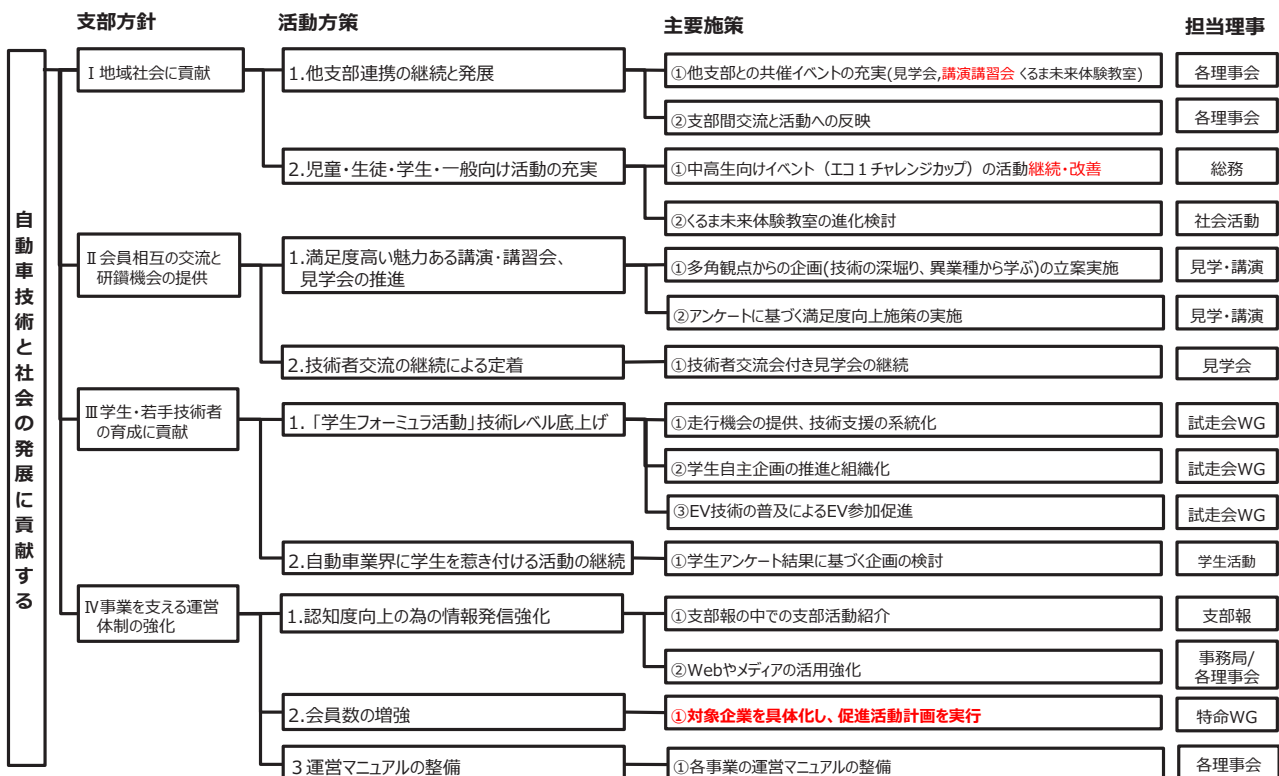 支部方針
活動方策
主要施策
担当理事
自動車技術と社会の発展に貢献する
Ⅰ地域社会に貢献
1.他支部連携の継続と発展
①他支部との共催イベントの充実(見学会,講演講習会 くるま未来体験教室)
各理事会
②支部間交流と活動への反映
各理事会
2.児童・生徒・学生・一般向け活動の充実
①中高生向けイベント（エコ１チャレンジカップ）の活動継続・改善
総務
②くるま未来体験教室の進化検討
社会活動
Ⅱ会員相互の交流と
研鑽機会の提供
1.満足度高い魅力ある講演・講習会、
見学会の推進
①多角観点からの企画(技術の深堀り、異業種から学ぶ)の立案実施
見学・講演
②アンケートに基づく満足度向上施策の実施
見学・講演
2.技術者交流の継続による定着
①技術者交流会付き見学会の継続
見学会
Ⅲ学生・若手技術者
の育成に貢献
1.「学生フォーミュラ活動」技術レベル底上げ
①走行機会の提供、技術支援の系統化
試走会WG
②学生自主企画の推進と組織化
試走会WG
③EV技術の普及によるEV参加促進
試走会WG
2.自動車業界に学生を惹き付ける活動の継続
①学生アンケート結果に基づく企画の検討
学生活動
Ⅳ事業を支える運営
体制の強化
1.認知度向上の為の情報発信強化
①支部報の中での支部活動紹介
支部報
②Webやメディアの活用強化
事務局/
各理事会
2.会員数の増強
①対象企業を具体化し、促進活動計画を実行
特命WG
３運営マニュアルの整備
①各事業の運営マニュアルの整備
各理事会